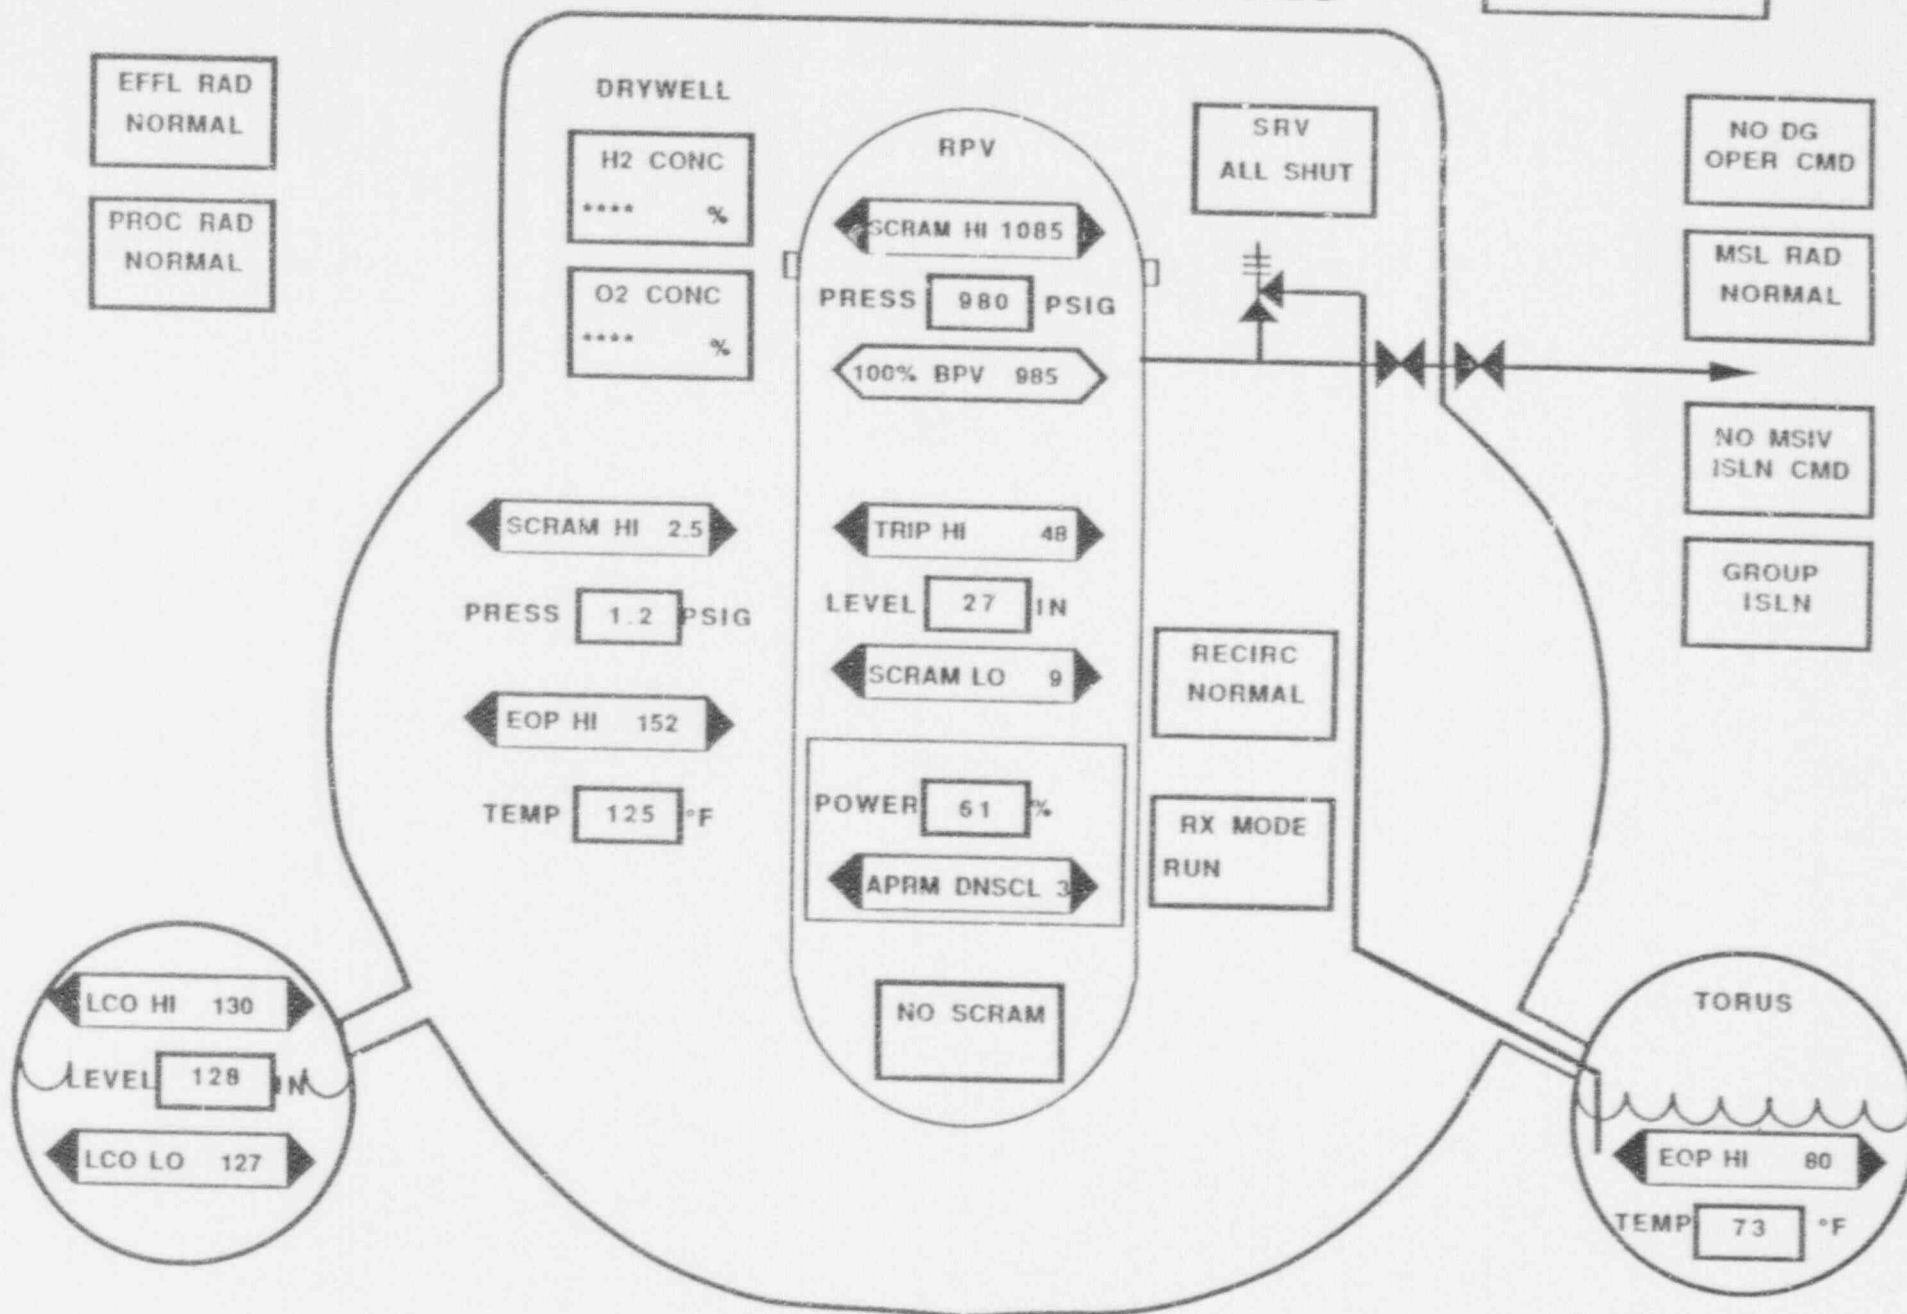 EFFL RAD
NORMAL
PROC RAD
NORMAL
DRYWELL
H2 CONC
**** %
O2 CONC
**** %
RPV
SCRAM HI 1085
PRESS 980 PSIG
100% BPV 985
SRV
ALL SHUT
NO DG
OPER CMD
MSL RAD
NORMAL
NO MSIV
ISLN CMD
GROUP
ISLN
SCRAM HI 2.5
PRESS 1.2 PSIG
EOP HI 152
TEMP 125 °F
TRIP HI 48
LEVEL 27 IN
SCRAM LO 9
POWER 61 %
APRM DNSCL 3
NO SCRAM
RECIRC
NORMAL
RX MODE
RUN
LCO HI 130
LEVEL 128 IN
LCO LO 127
TORUS
EOP HI 80
TEMP 73 °F